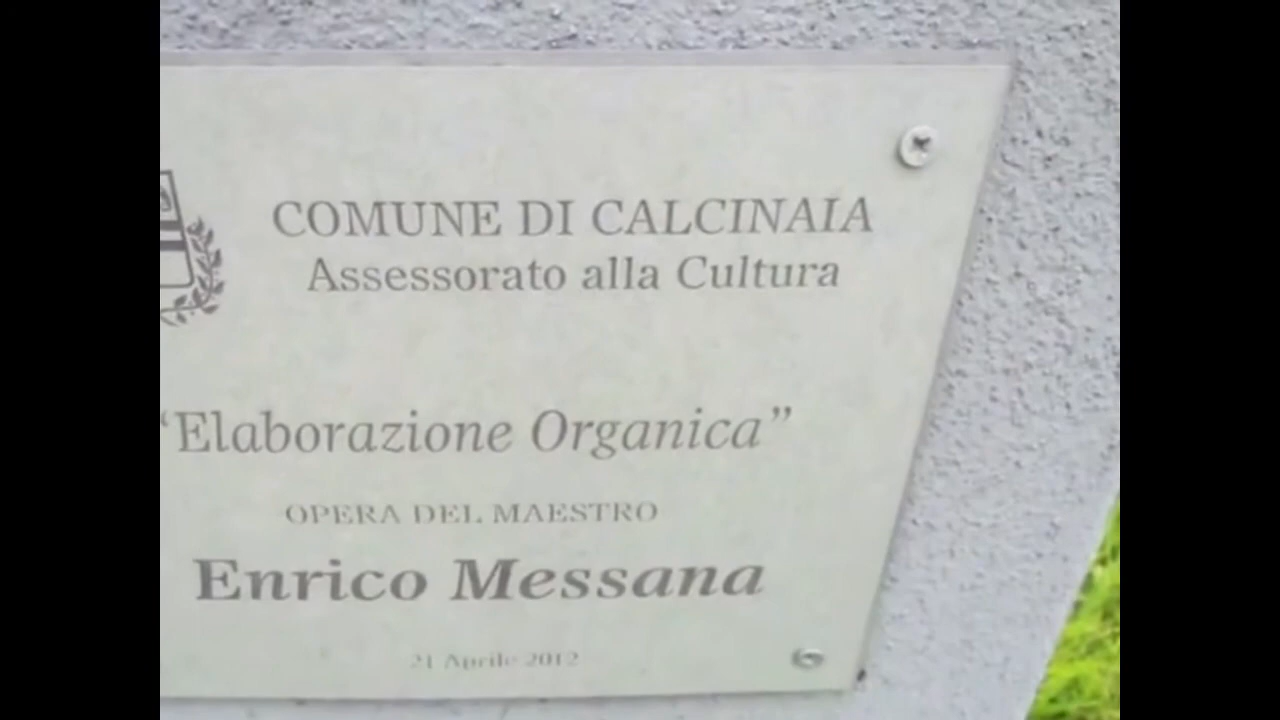 COMUNE DI CALCINAIA
Assessorato alla Cultura
“Elaborazione Organica”
OPERA DEL MAESTRO
Enrico Messana
21 Aprile 2012